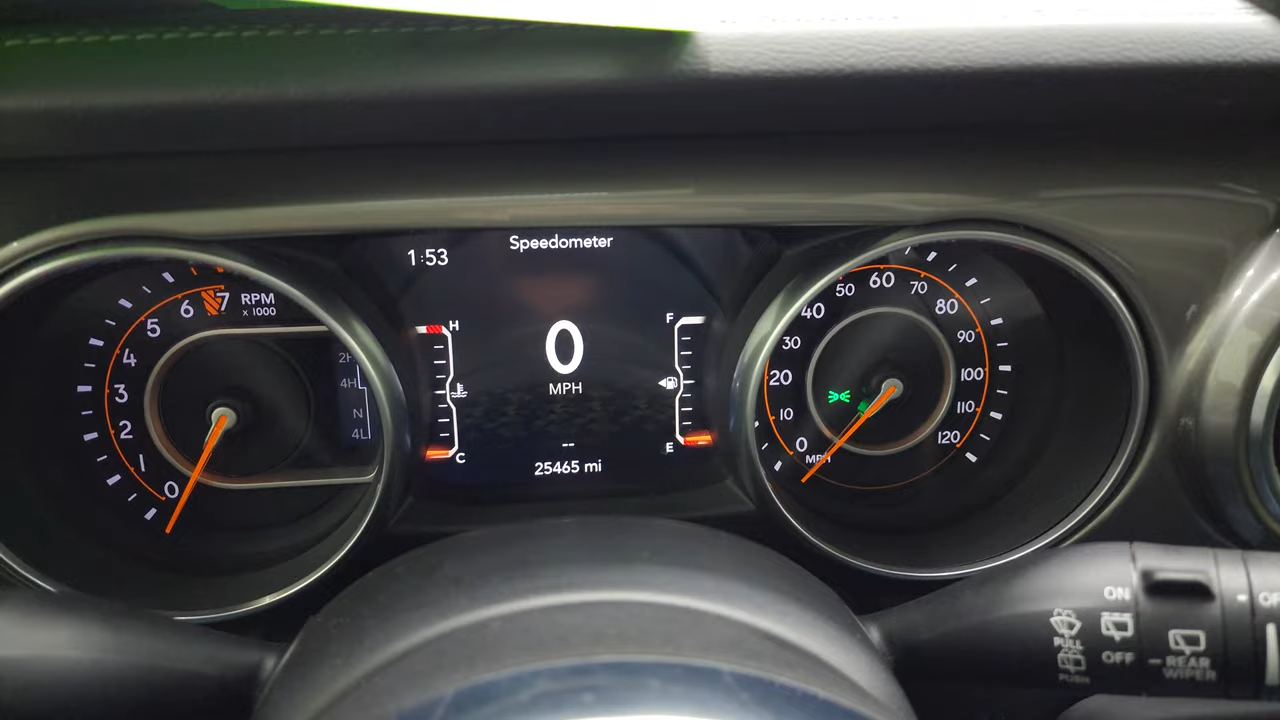 Speedometer
1:53
0
MPH
--
25465 mi
H
C
F
E
RPM
x 1000
0
1
2
3
4
5
6
7
2H
4H
N
4L
0
10
20
30
40
50
60
70
80
90
100
110
120
MPH
PULL
PUSH
ON
OFF
REAR
WIPER